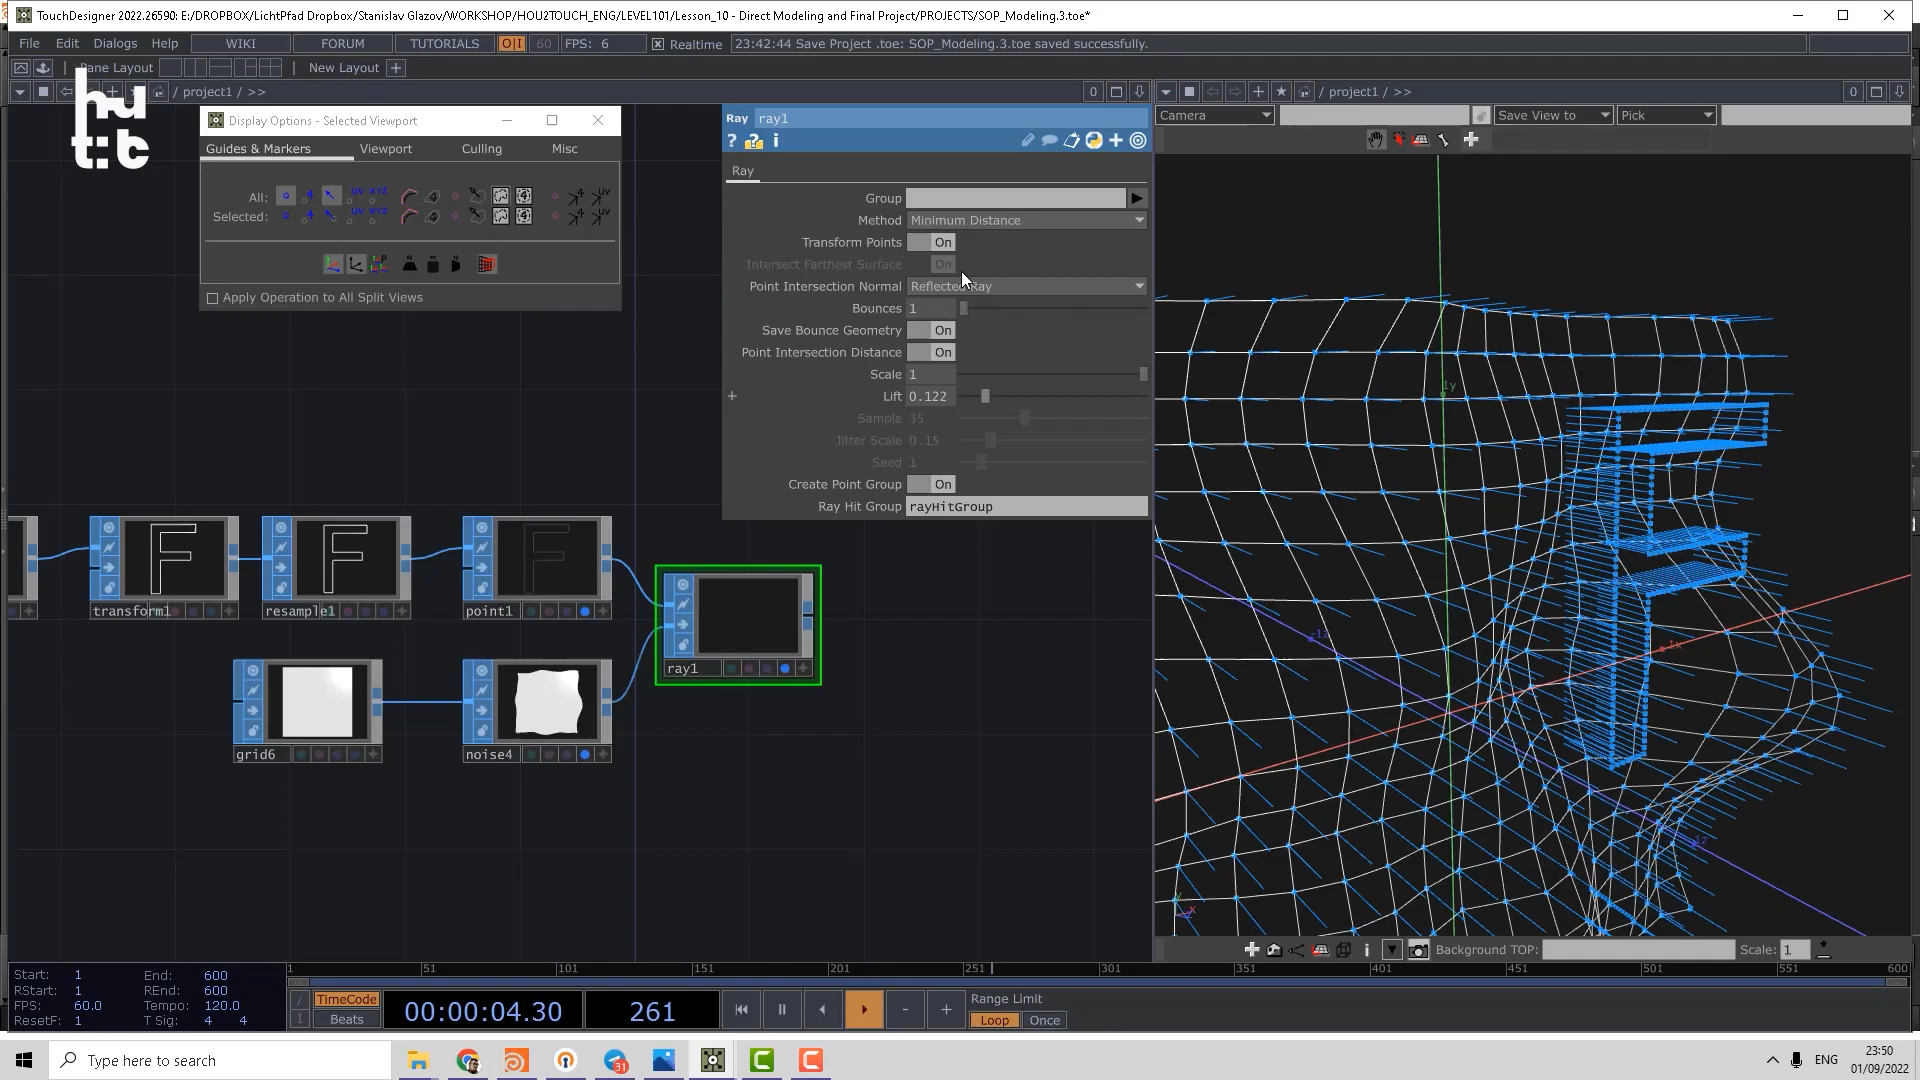 TouchDesigner 2022.26590: E:/DROPBOX/LichtPfad Dropbox/Stanislav Glazov/WORKSHOP/HOU2TOUCH_ENG/LEVEL101/Lesson_10 - Direct Modeling and Final Project/PROJECTS/SOP_Modeling.3.toe*
File Edit Dialogs Help WIKI FORUM TUTORIALS O|I 60 FPS: 6 Realtime 23:42:44 Save Project .toe: SOP_Modeling.3.toe saved successfully.
Pane Layout New Layout +
/ project1 / >> 0
/ project1 / >> 0
hu
t:c
Display Options - Selected Viewport
Guides & Markers Viewport Culling Misc
All:
Selected:
Apply Operation to All Split Views
Ray ray1
? i
Ray
Group
Method Minimum Distance
Transform Points On
Intersect Farthest Surface On
Point Intersection Normal Reflected Ray
Bounces 1
Save Bounce Geometry On
Point Intersection Distance On
Scale 1
+ Lift 0.122
Sample 35
Jitter Scale 0.15
Seed 1
Create Point Group On
Ray Hit Group rayHitGroup
Camera Save View to Pick
1y
1x
-1z
1z
F F F
transform1 resample1 point1
ray1
grid6 noise4
Background TOP: Scale: 1
Start: 1 End: 600
RStart: 1 REnd: 600
FPS: 60.0 Tempo: 120.0
ResetF: 1 T Sig: 4 4
1 51 101 151 201 251 301 351 401 451 501 551 600
TimeCode
Beats
00:00:04.30 261
Range Limit
Loop Once
Type here to search
31
ENG
23:50
01/09/2022